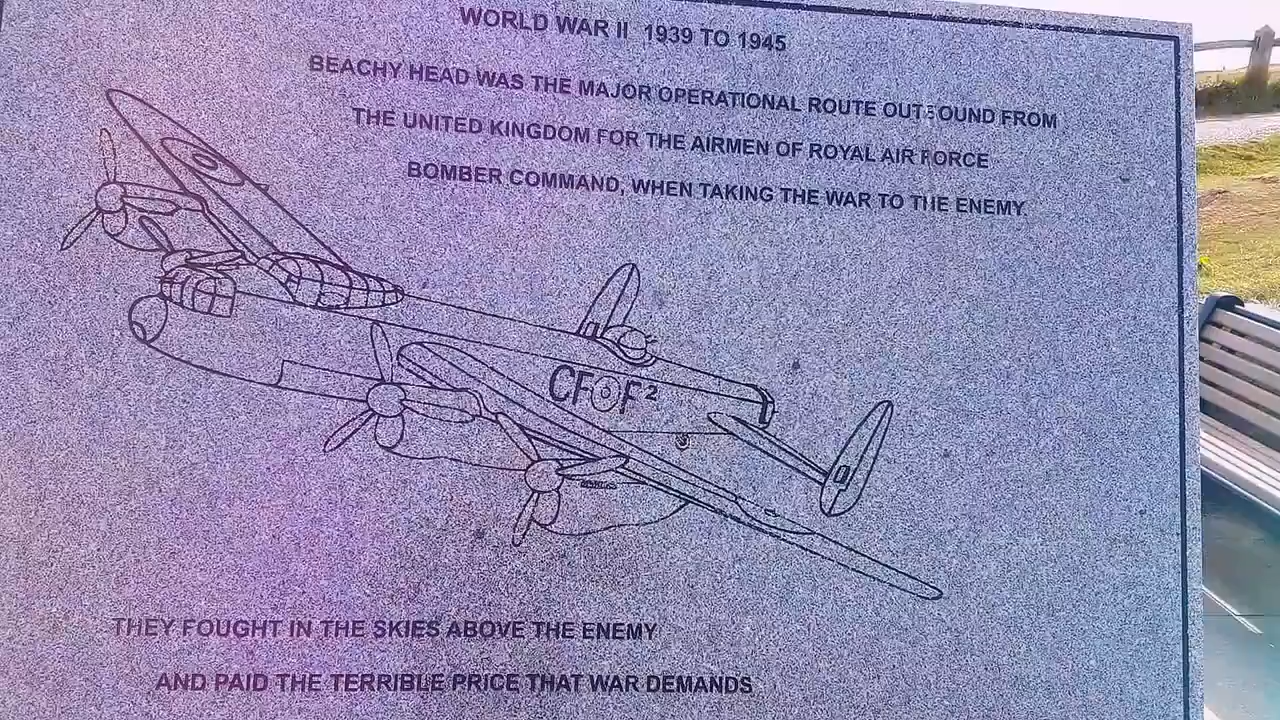 WORLD WAR II 1939 TO 1945
BEACHY HEAD WAS THE MAJOR OPERATIONAL ROUTE OUTBOUND FROM
THE UNITED KINGDOM FOR THE AIRMEN OF ROYAL AIR FORCE
BOMBER COMMAND, WHEN TAKING THE WAR TO THE ENEMY.
CF F²
THEY FOUGHT IN THE SKIES ABOVE THE ENEMY
AND PAID THE TERRIBLE PRICE THAT WAR DEMANDS